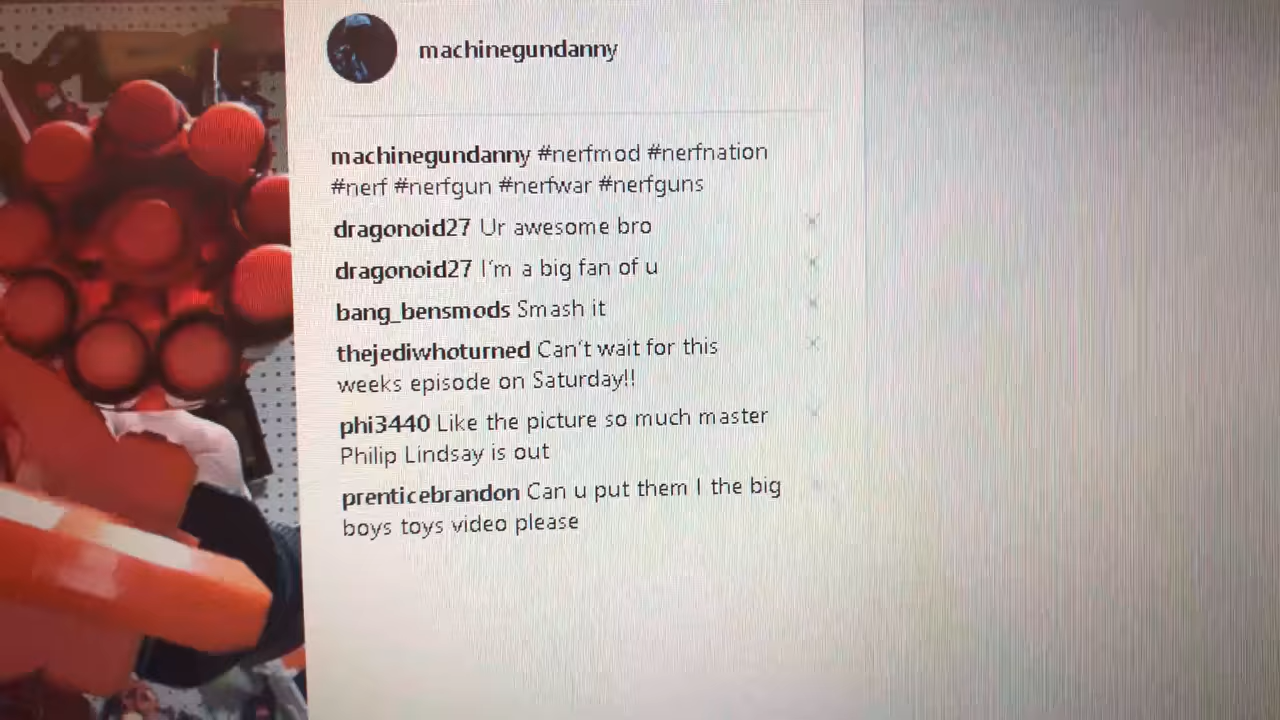 machinegundanny
machinegundanny #nerfmod #nerfnation
#nerf #nerfgun #nerfwar #nerfguns
dragonoid27 Ur awesome bro
dragonoid27 I'm a big fan of u
bang_bensmods Smash it
thejediwhoturned Can't wait for this
weeks episode on Saturday!!
phi3440 Like the picture so much master
Philip Lindsay is out
prenticebrandon Can u put them I the big
boys toys video please